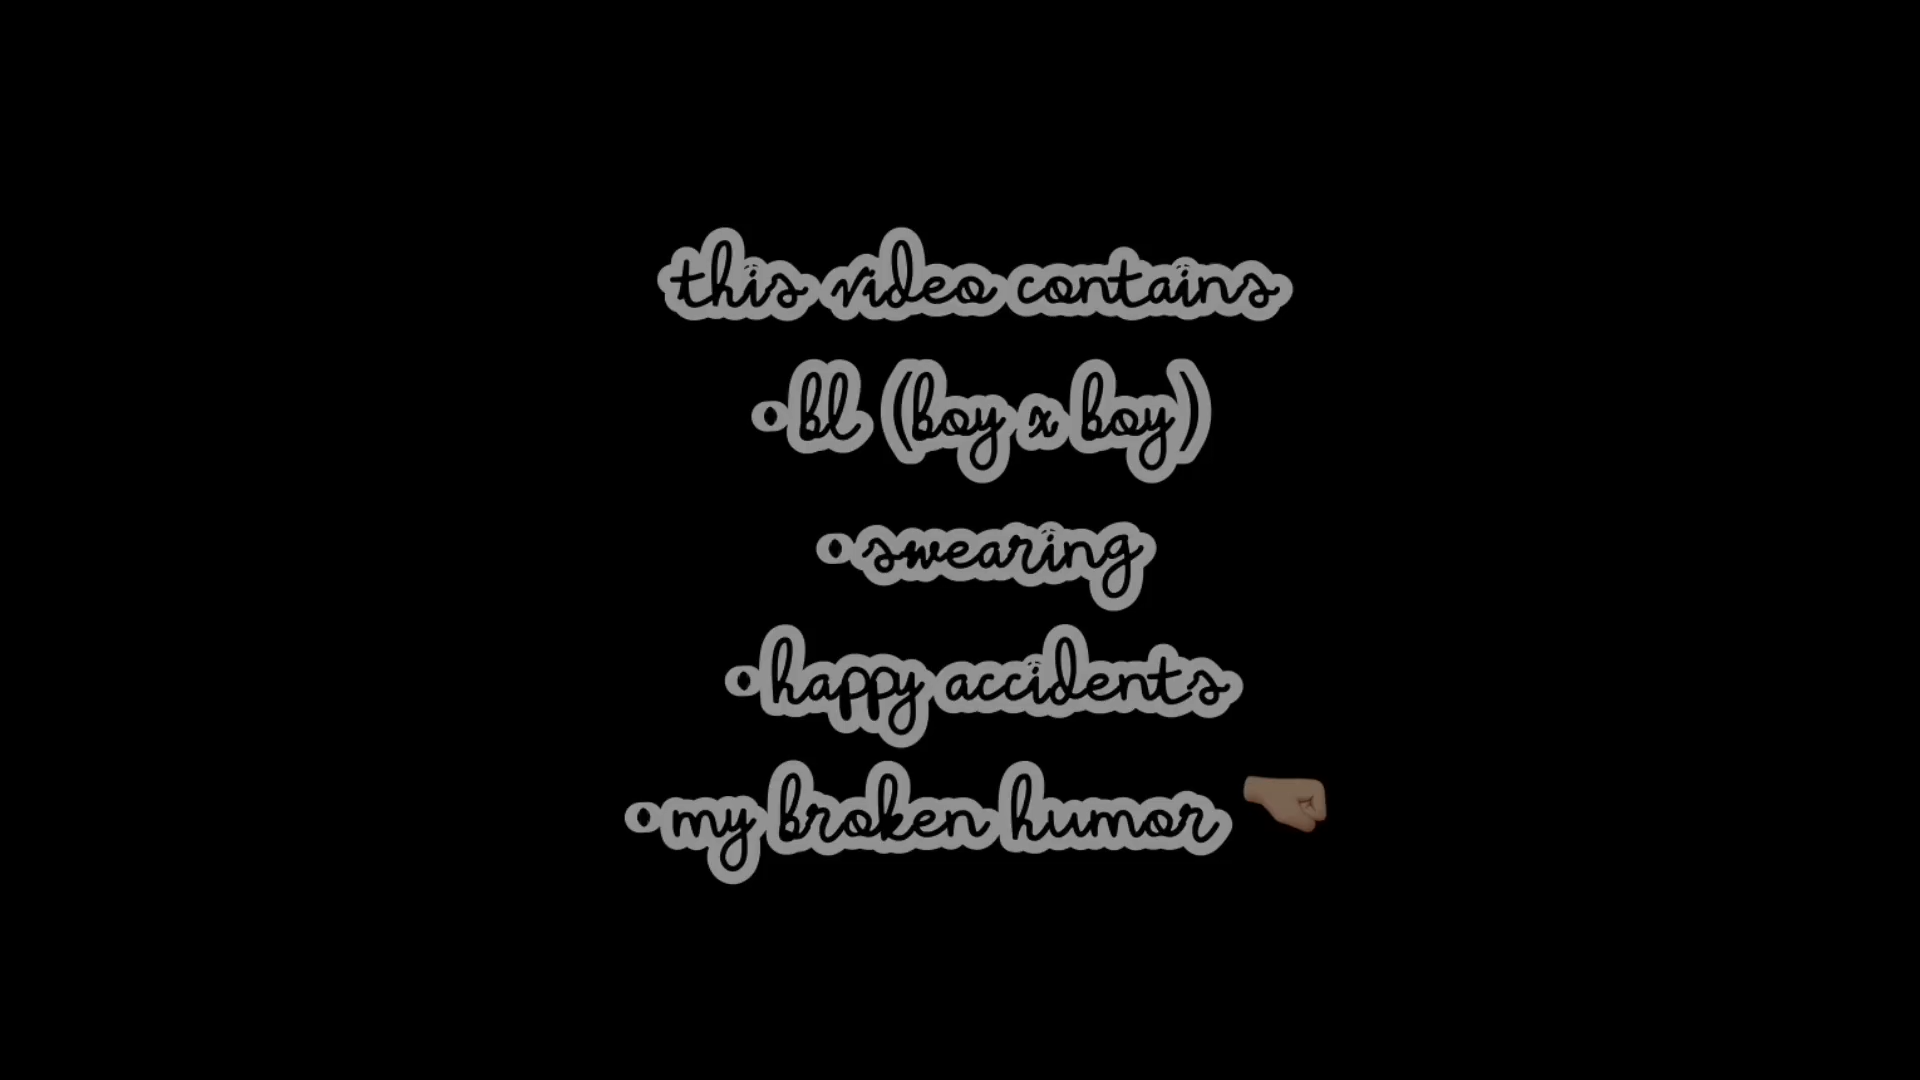 this video contains
•bl (boy x boy)
•swearing
•happy accidents
•my broken humor 🤛🏼